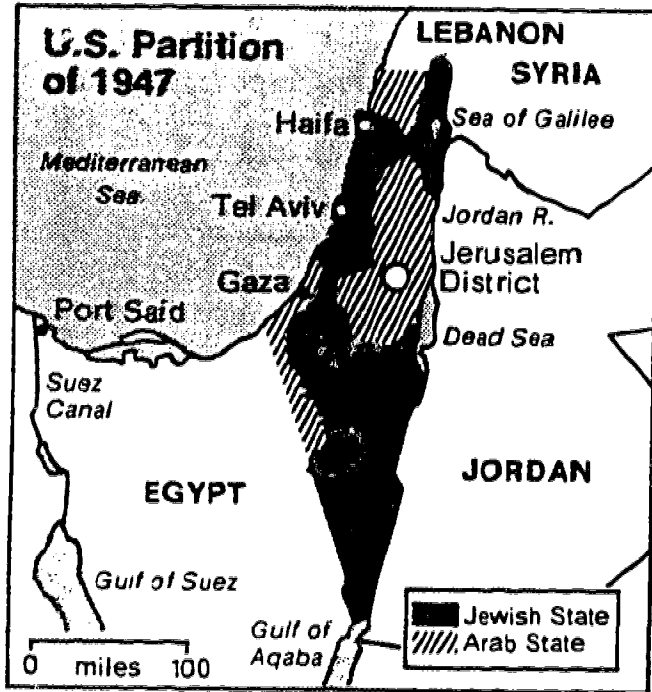 U.S. Partition
of 1947
LEBANON
SYRIA
Haifa
Sea of Galilee
Mediterranean
Sea
Tel Aviv
Jordan R.
Jerusalem
District
Gaza
Port Said
Dead Sea
Suez
Canal
EGYPT
JORDAN
Gulf of Suez
Gulf of
Aqaba
Jewish State
Arab State
0 miles 100